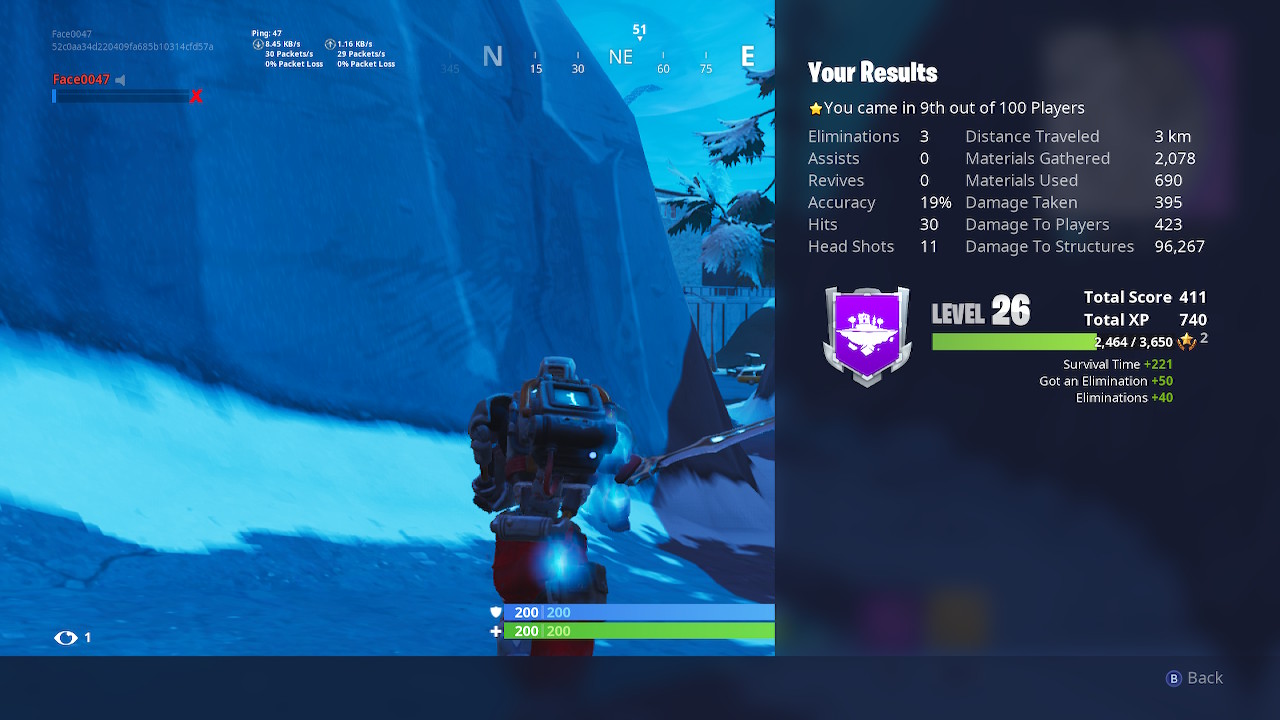 Face0047
52c0aa34d220409fa685b10314cfd57a
Ping: 47
8.45 KB/s 1.16 KB/s
30 Packets/s 29 Packets/s
0% Packet Loss 0% Packet Loss
Face0047
X
51
345 N 15 30 NE 60 75 E
200 | 200
200 | 200
1
Your Results
You came in 9th out of 100 Players
Eliminations 3 Distance Traveled 3 km
Assists 0 Materials Gathered 2,078
Revives 0 Materials Used 690
Accuracy 19% Damage Taken 395
Hits 30 Damage To Players 423
Head Shots 11 Damage To Structures 96,267
LEVEL 26
Total Score 411
Total XP 740
2,464 / 3,650 2
Survival Time +221
Got an Elimination +50
Eliminations +40
B Back